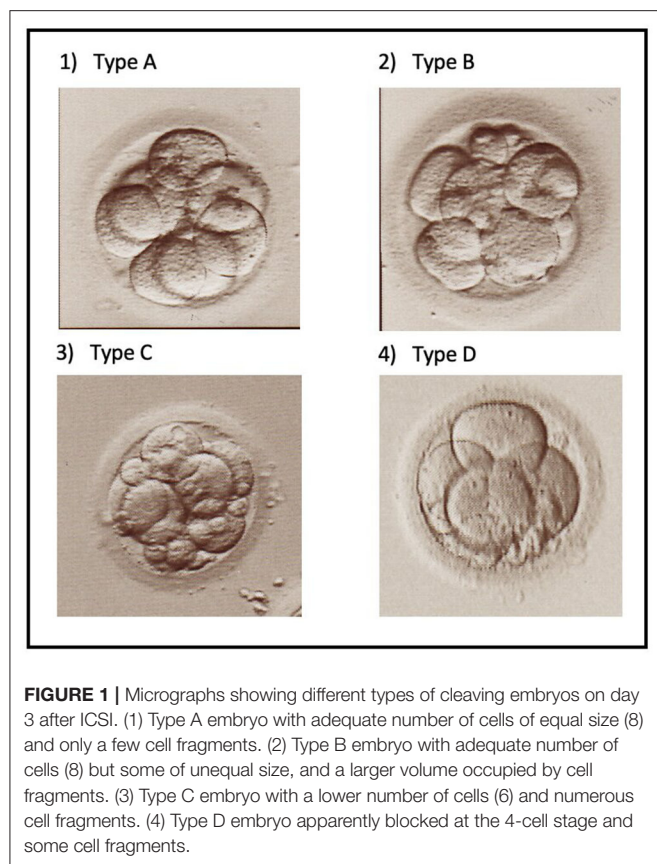 1) Type A
2) Type B
3) Type C
4) Type D
FIGURE 1 | Micrographs showing different types of cleaving embryos on day
3 after ICSI. (1) Type A embryo with adequate number of cells of equal size (8)
and only a few cell fragments. (2) Type B embryo with adequate number of
cells (8) but some of unequal size, and a larger volume occupied by cell
fragments. (3) Type C embryo with a lower number of cells (6) and numerous
cell fragments. (4) Type D embryo apparently blocked at the 4-cell stage and
some cell fragments.